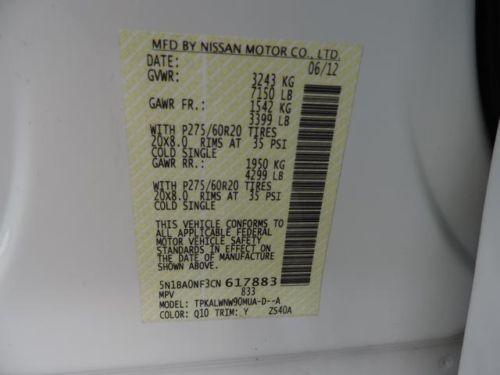 MFD BY NISSAN MOTOR CO., LTD.
DATE: 06/12
GVWR: 3243 KG
7150 LB
GAWR FR: 1542 KG
3399 LB
WITH P275/60R20 TIRES
20X8.0 RIMS AT 35 PSI
COLD SINGLE
GAWR RR: 1950 KG
4299 LB
WITH P275/60R20 TIRES
20X8.0 RIMS AT 35 PSI
COLD SINGLE
THIS VEHICLE CONFORMS TO
ALL APPLICABLE FEDERAL
MOTOR VEHICLE SAFETY
STANDARDS IN EFFECT ON
THE DATE OF MANUFACTURE
SHOWN ABOVE.
5N1BA0NF3CN 617883
MPV 833
MODEL: TPKALWNW90MUA-D--A
COLOR: Q10 TRIM: Y ZS40A